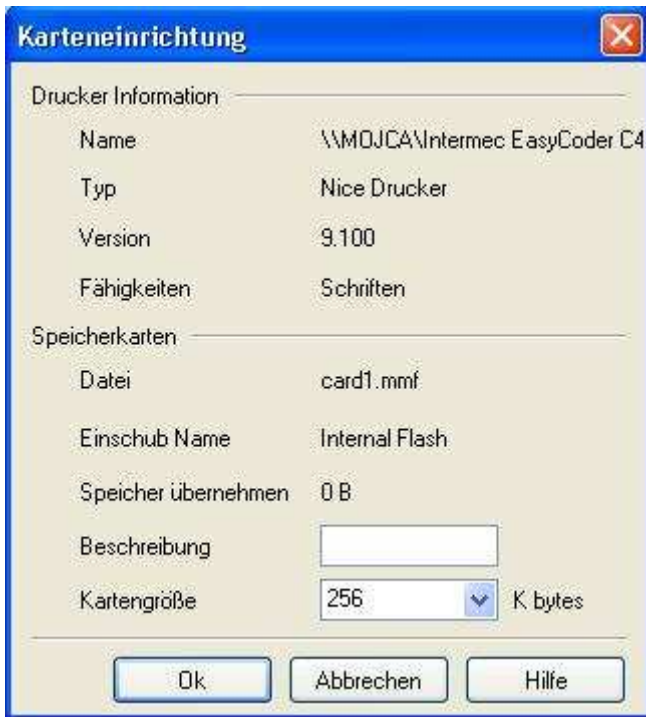 Karteneinrichtung
Drucker Information
Name \\MOJCA\Intermec EasyCoder C4
Typ Nice Drucker
Version 9.100
Fähigkeiten Schriften
Speicherkarten
Datei card1.mmf
Einschub Name Internal Flash
Speicher übernehmen 0 B
Beschreibung
Kartengröße 256 K bytes
Ok Abbrechen Hilfe